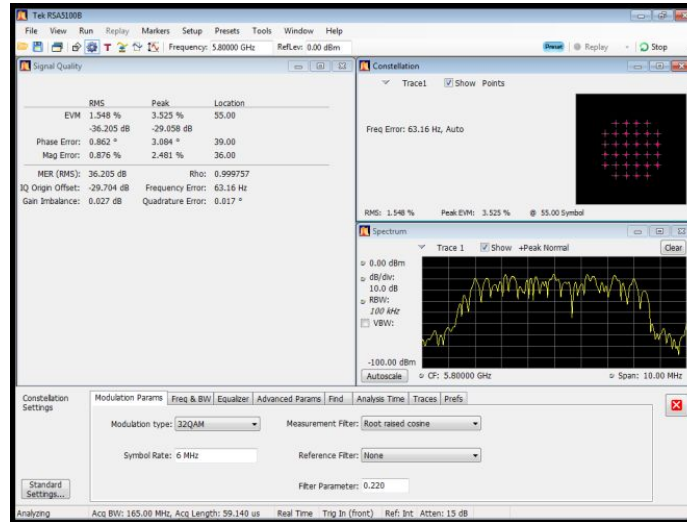 Tek RSA5100B
File View Run Replay Markers Setup Presets Tools Window Help
T Frequency: 5.80000 GHz RefLev: 0.00 dBm Preset Replay Stop
Signal Quality
RMS Peak Location
EVM 1.548 % 3.525 % 55.00
-36.205 dB -29.058 dB
Phase Error: 0.862 ° 3.084 ° 39.00
Mag Error: 0.876 % 2.481 % 36.00
MER (RMS): 36.205 dB Rho: 0.999757
IQ Origin Offset: -29.704 dB Frequency Error: 63.16 Hz
Gain Imbalance: 0.027 dB Quadrature Error: 0.017 °
Constellation
Trace1 Show Points
Freq Error: 63.16 Hz, Auto
RMS: 1.548 % Peak EVM: 3.525 % @ 55.00 Symbol
Spectrum
Trace 1 Show +Peak Normal Clear
0.00 dBm
dB/div:
10.0 dB
RBW:
100 kHz
VBW:
-100.00 dBm
Autoscale CF: 5.80000 GHz Span: 10.00 MHz
Constellation
Settings
Modulation Params Freq & BW Equalizer Advanced Params Find Analysis Time Traces Prefs
Modulation type: 32QAM Measurement Filter: Root raised cosine
Symbol Rate: 6 MHz Reference Filter: None
Filter Parameter: 0.220
Standard
Settings...
Analyzing Acq BW: 165.00 MHz, Acq Length: 59.140 us Real Time Trig In (front) Ref: Int Atten: 15 dB